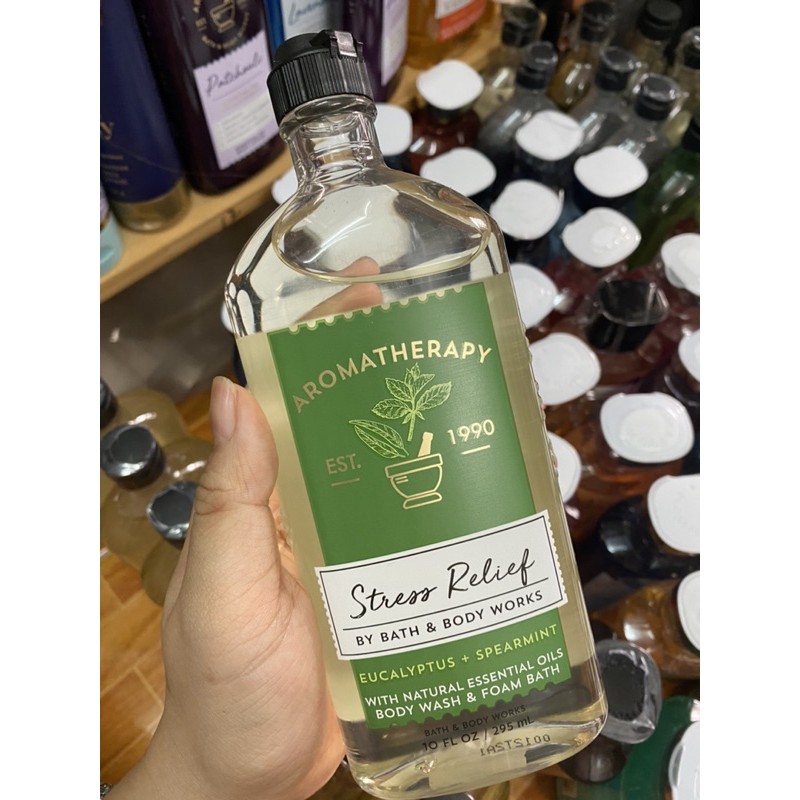 Patchouli
AROMATHERAPY
EST. 1990
Stress Relief
BY BATH & BODY WORKS
EUCALYPTUS + SPEARMINT
WITH NATURAL ESSENTIAL OILS
BODY WASH & FOAM BATH
BATH & BODY WORKS
10 FL OZ / 295 mL